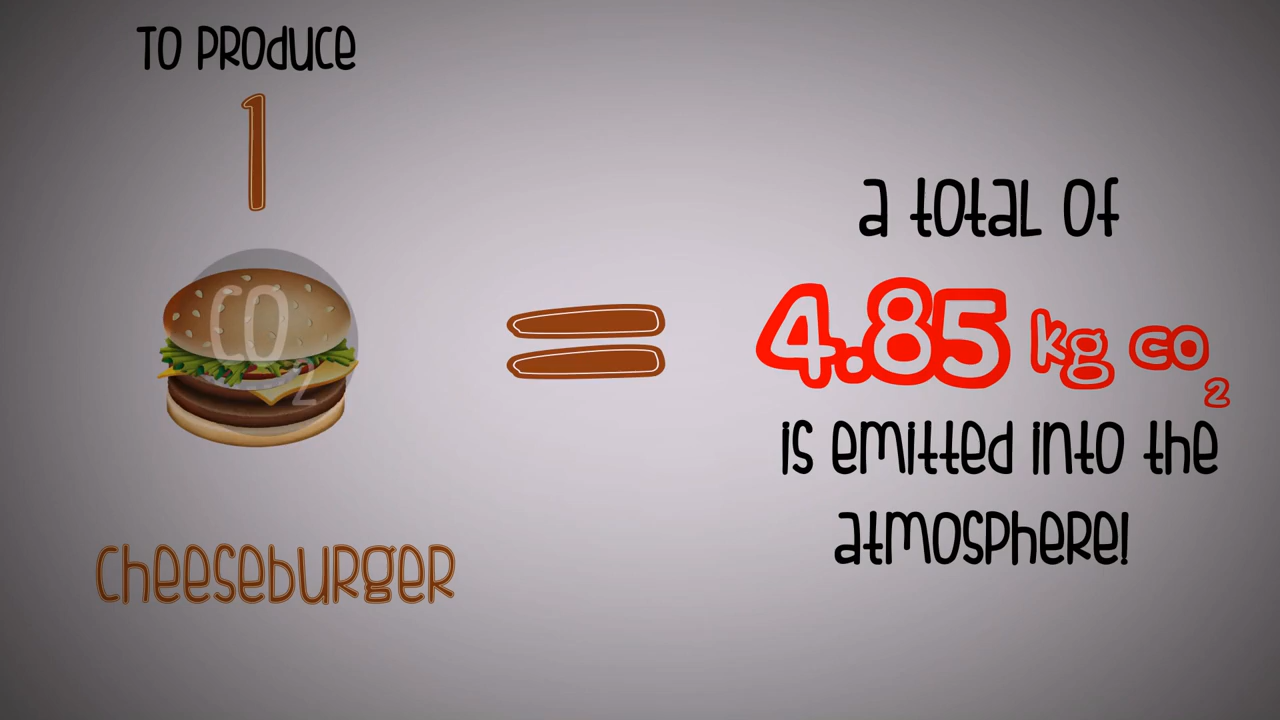 TO PRODUCE
1
CO2
cheeseburger
=
a total of
4.85 kg CO2
is emitted into the
atmosphere!